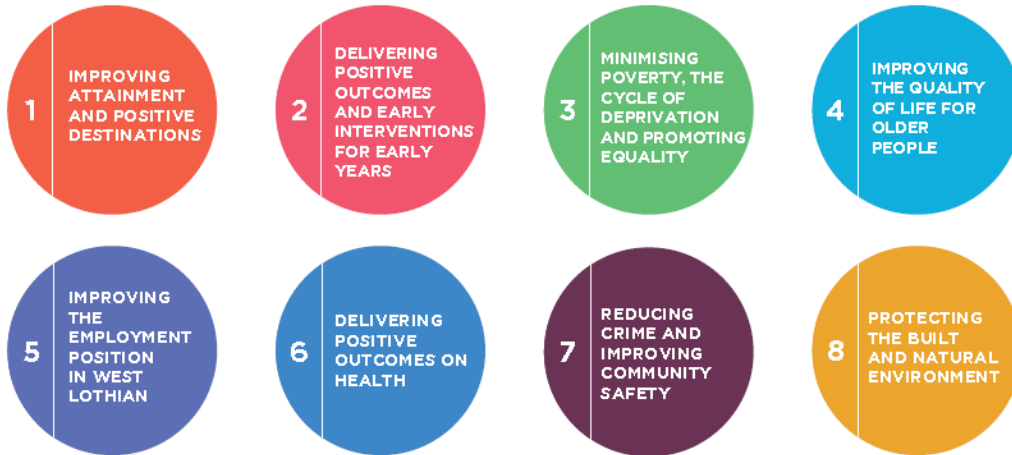 1
IMPROVING
ATTAINMENT
AND POSITIVE
DESTINATIONS
2
DELIVERING
POSITIVE
OUTCOMES
AND EARLY
INTERVENTIONS
FOR EARLY
YEARS
3
MINIMISING
POVERTY, THE
CYCLE OF
DEPRIVATION
AND PROMOTING
EQUALITY
4
IMPROVING
THE QUALITY
OF LIFE FOR
OLDER
PEOPLE
5
IMPROVING
THE
EMPLOYMENT
POSITION
IN WEST
LOTHIAN
6
DELIVERING
POSITIVE
OUTCOMES ON
HEALTH
7
REDUCING
CRIME AND
IMPROVING
COMMUNITY
SAFETY
8
PROTECTING
THE BUILT
AND NATURAL
ENVIRONMENT